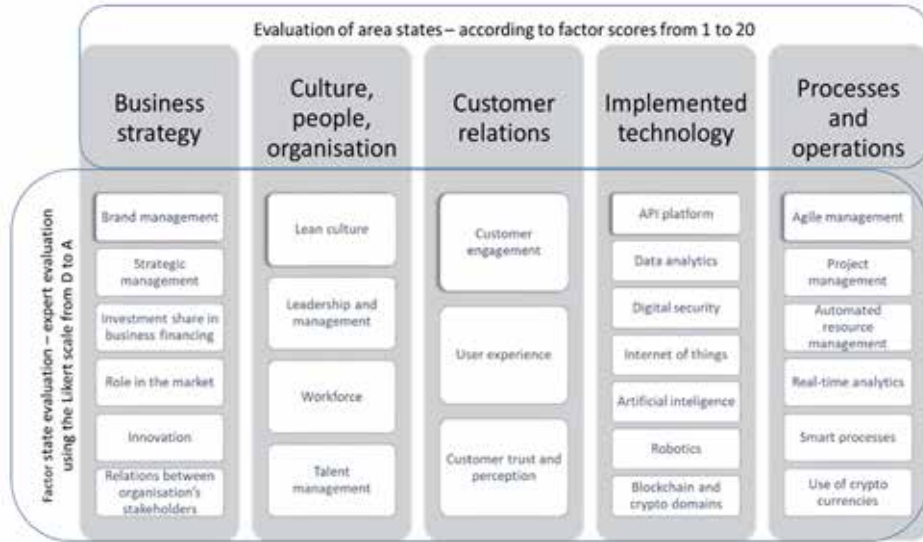 Evaluation of area states – according to factor scores from 1 to 20
Factor state evaluation – expert evaluation
using the Likert scale from D to A
Business
strategy
Brand management
Strategic
management
Investment share in
business financing
Role in the market
Innovation
Relations between
organisation's
stakeholders
Culture,
people,
organisation
Lean culture
Leadership and
management
Workforce
Talent
management
Customer
relations
Customer
engagement
User experience
Customer trust and
perception
Implemented
technology
API platform
Data analytics
Digital security
Internet of things
Artificial inteligence
Robotics
Blockchain and
crypto domains
Processes
and
operations
Agile management
Project
management
Automated
resource
management
Real-time analytics
Smart processes
Use of crypto
currencies